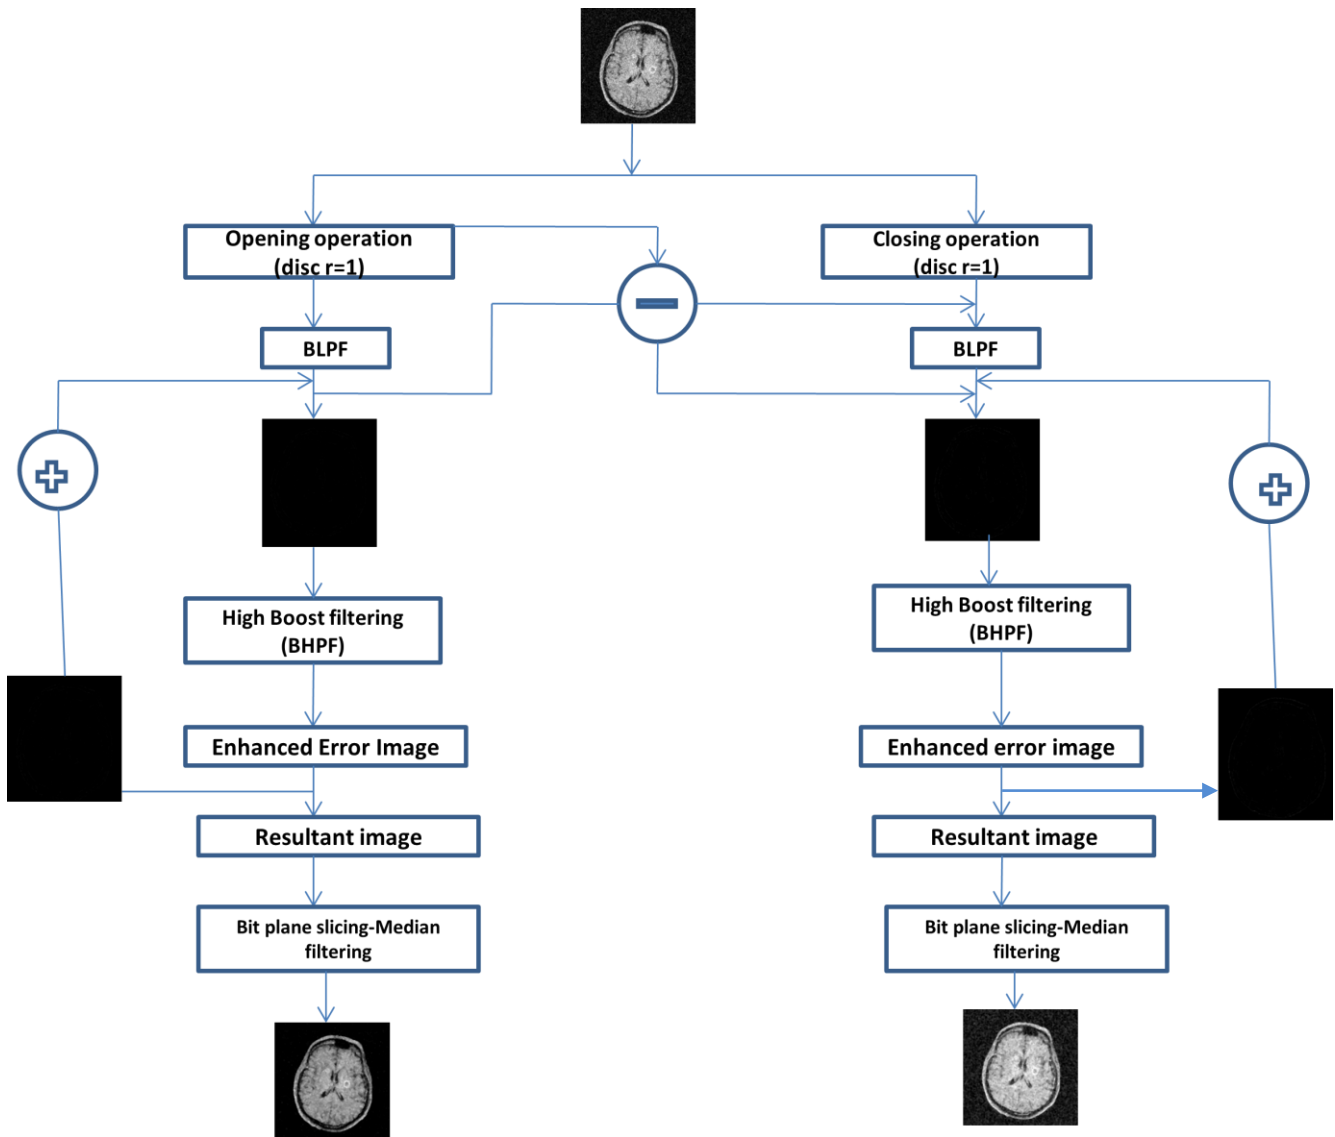 Opening operation
(disc r=1)
Closing operation
(disc r=1)
BLPF
BLPF
High Boost filtering
(BHPF)
High Boost filtering
(BHPF)
Enhanced Error Image
Enhanced error image
Resultant image
Resultant image
Bit plane slicing-Median
filtering
Bit plane slicing-Median
filtering